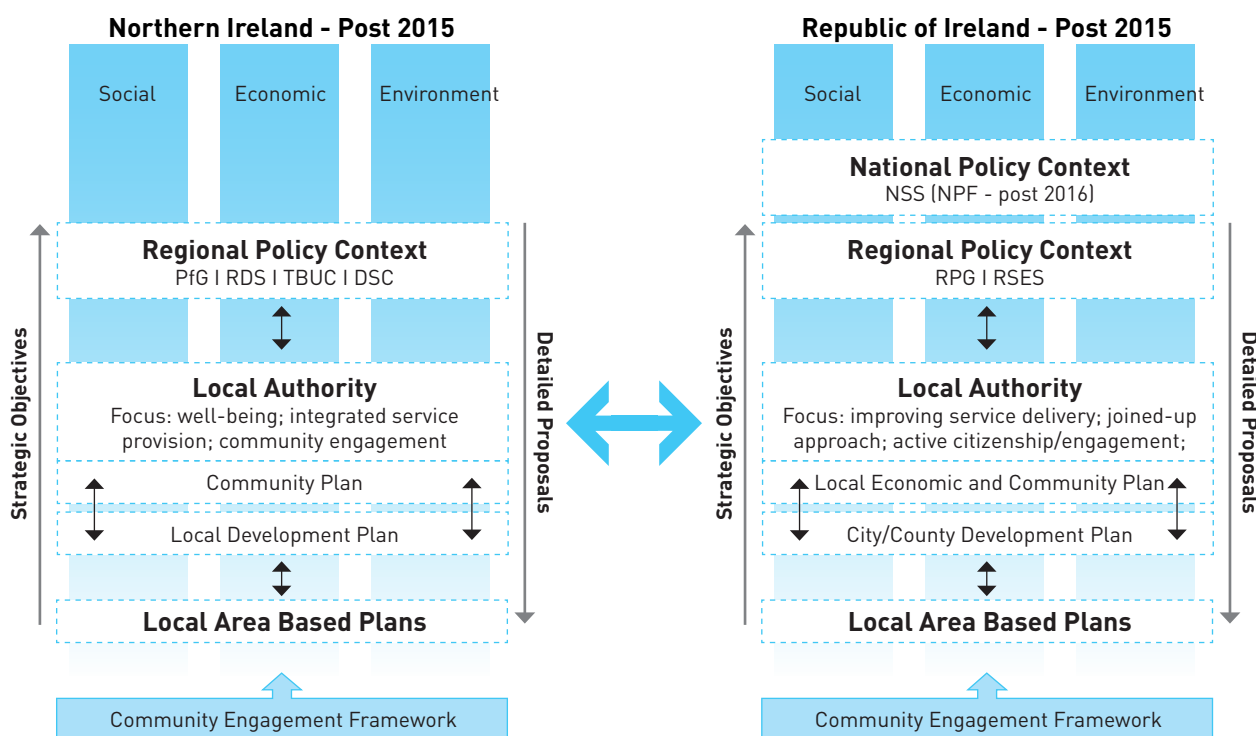 Northern Ireland - Post 2015
Social
Economic
Environment
Regional Policy Context
PfG I RDS I TBUC I DSC
Strategic Objectives
Detailed Proposals
Local Authority
Focus: well-being; integrated service
provision; community engagement
Community Plan
Local Development Plan
Local Area Based Plans
Community Engagement Framework
Republic of Ireland - Post 2015
Social
Economic
Environment
National Policy Context
NSS (NPF - post 2016)
Regional Policy Context
RPG I RSES
Strategic Objectives
Detailed Proposals
Local Authority
Focus: improving service delivery; joined-up
approach; active citizenship/engagement;
Local Economic and Community Plan
City/County Development Plan
Local Area Based Plans
Community Engagement Framework